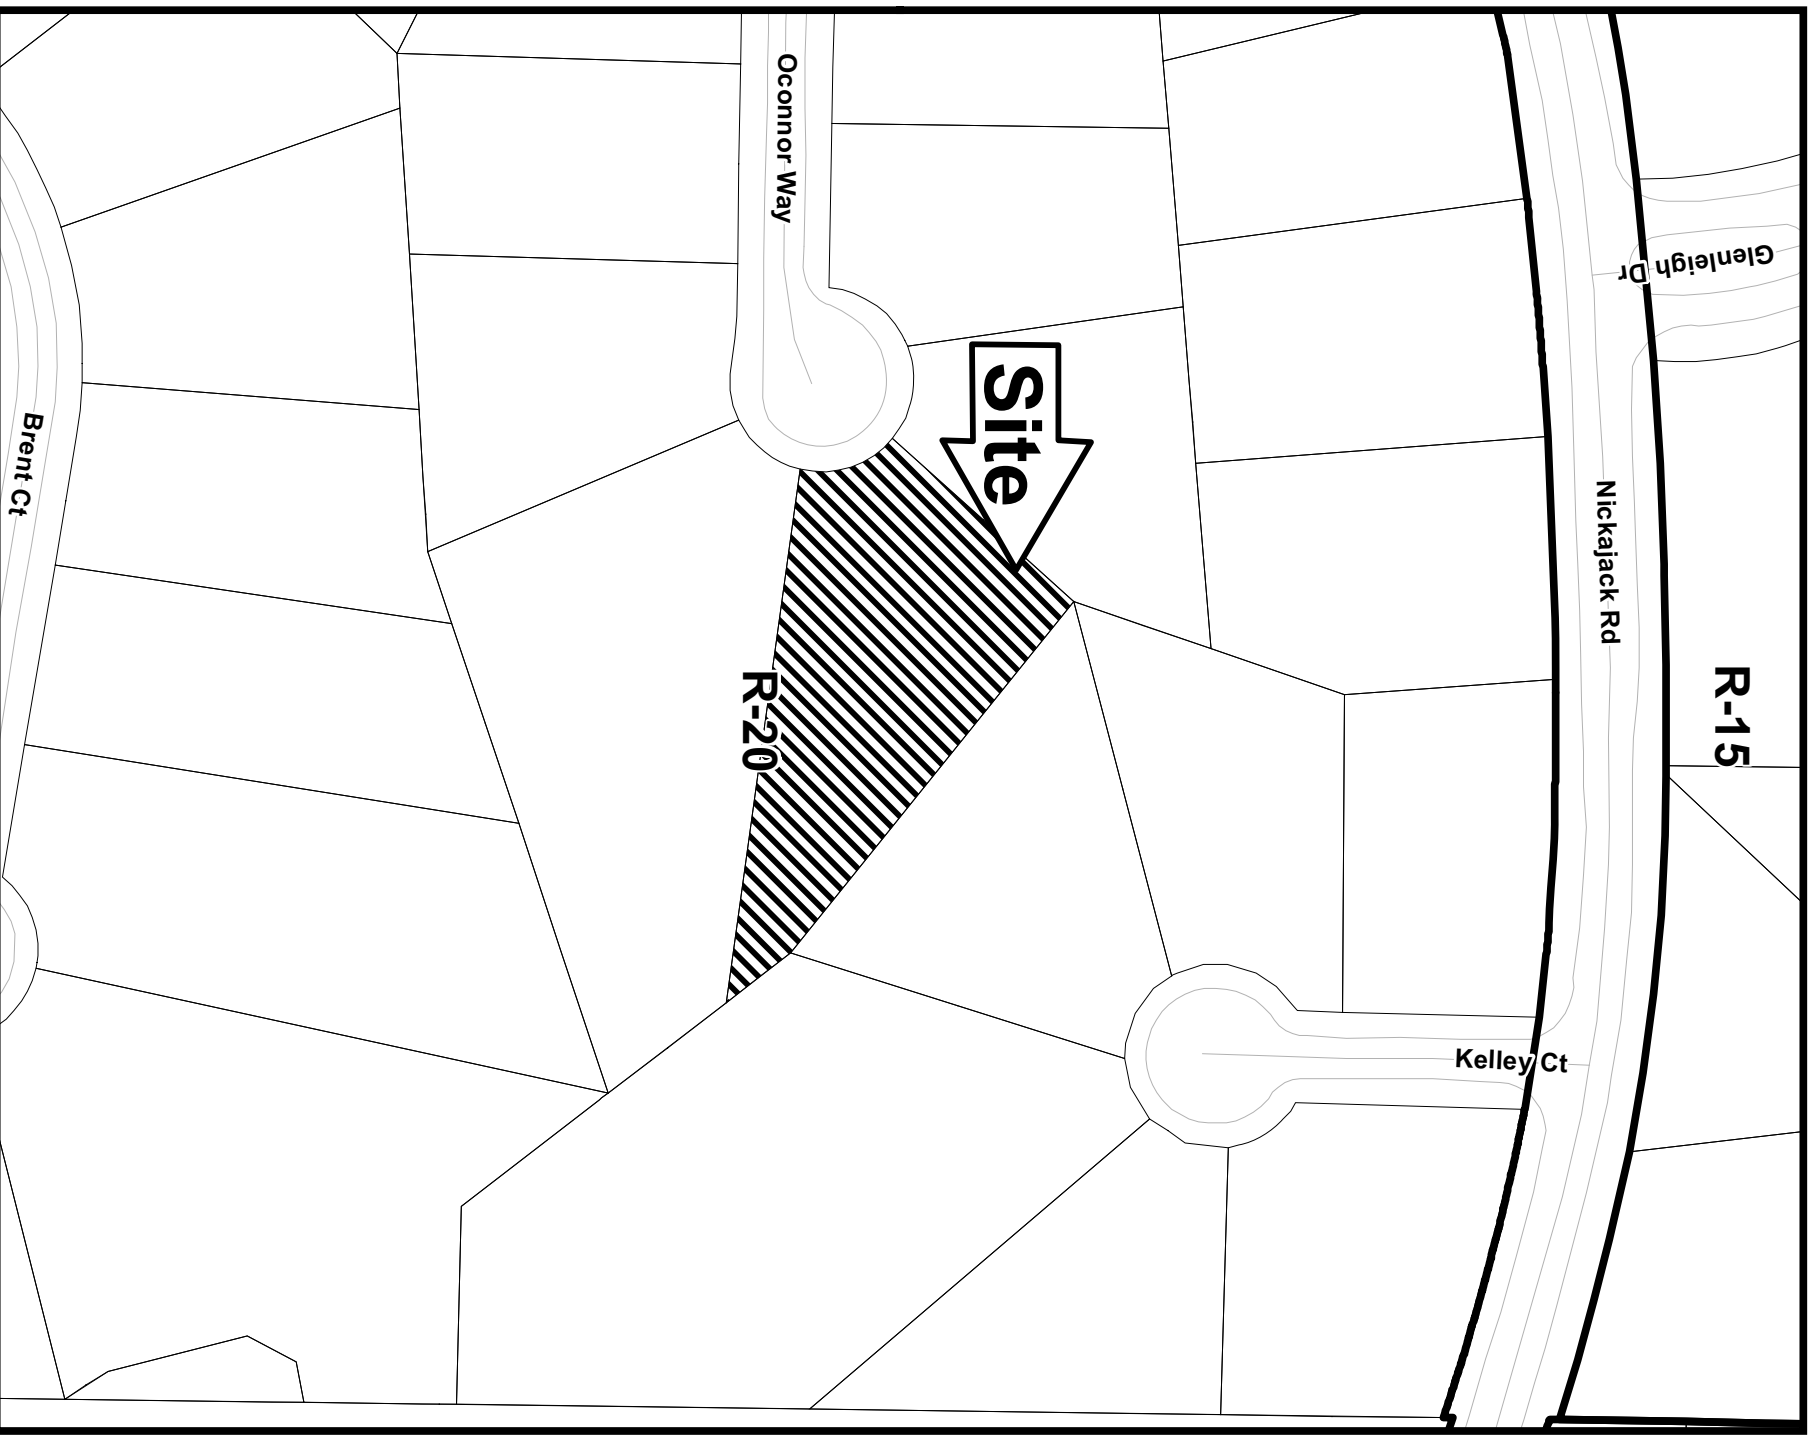 Oconnor Way
Glenleigh Dr
Site
Brent Ct
Nickajack Rd
R-20
R-15
Kelley Ct